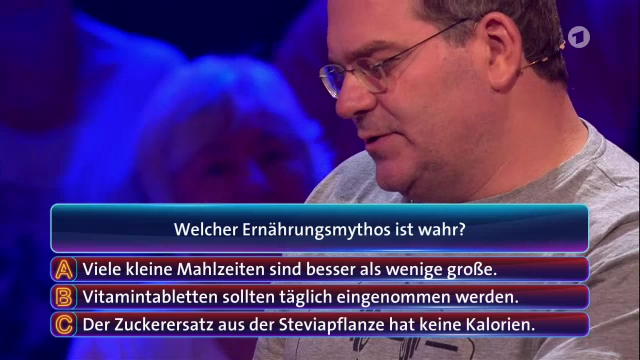 Welcher Ernährungsmythos ist wahr?
A Viele kleine Mahlzeiten sind besser als wenige große.
B Vitamintabletten sollten täglich eingenommen werden.
C Der Zuckerersatz aus der Steviapflanze hat keine Kalorien.